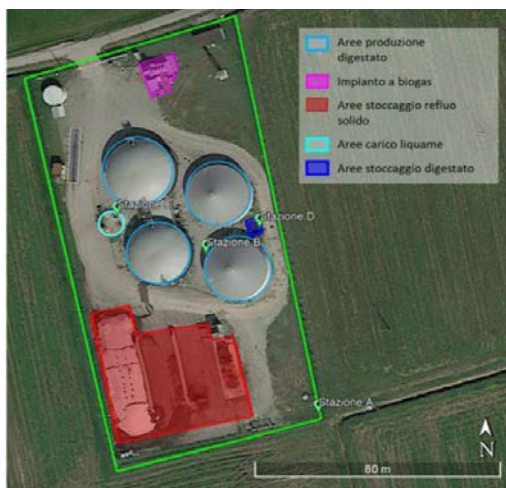 Aree produzione
digestato
Impianto a biogas
Aree stoccaggio refluo
solido
Aree carico liquame
Aree stoccaggio digestato
Stazione
Stazione D
Stazione B
Stazione A
N
80 m